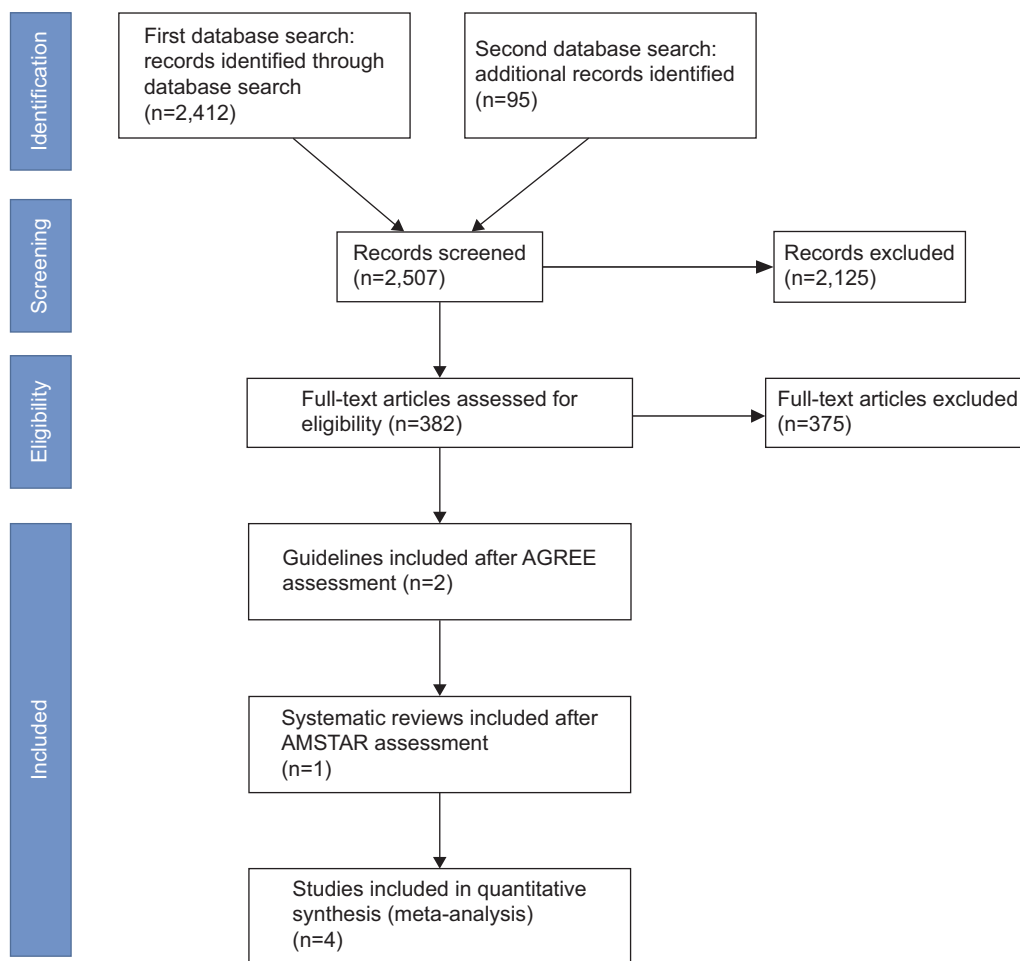 Identification
First database search:
records identified through
database search
(n=2,412)
Second database search:
additional records identified
(n=95)
Screening
Records screened
(n=2,507)
Records excluded
(n=2,125)
Eligibility
Full-text articles assessed for
eligibility (n=382)
Full-text articles excluded
(n=375)
Included
Guidelines included after AGREE
assessment (n=2)
Systematic reviews included after
AMSTAR assessment
(n=1)
Studies included in quantitative
synthesis (meta-analysis)
(n=4)